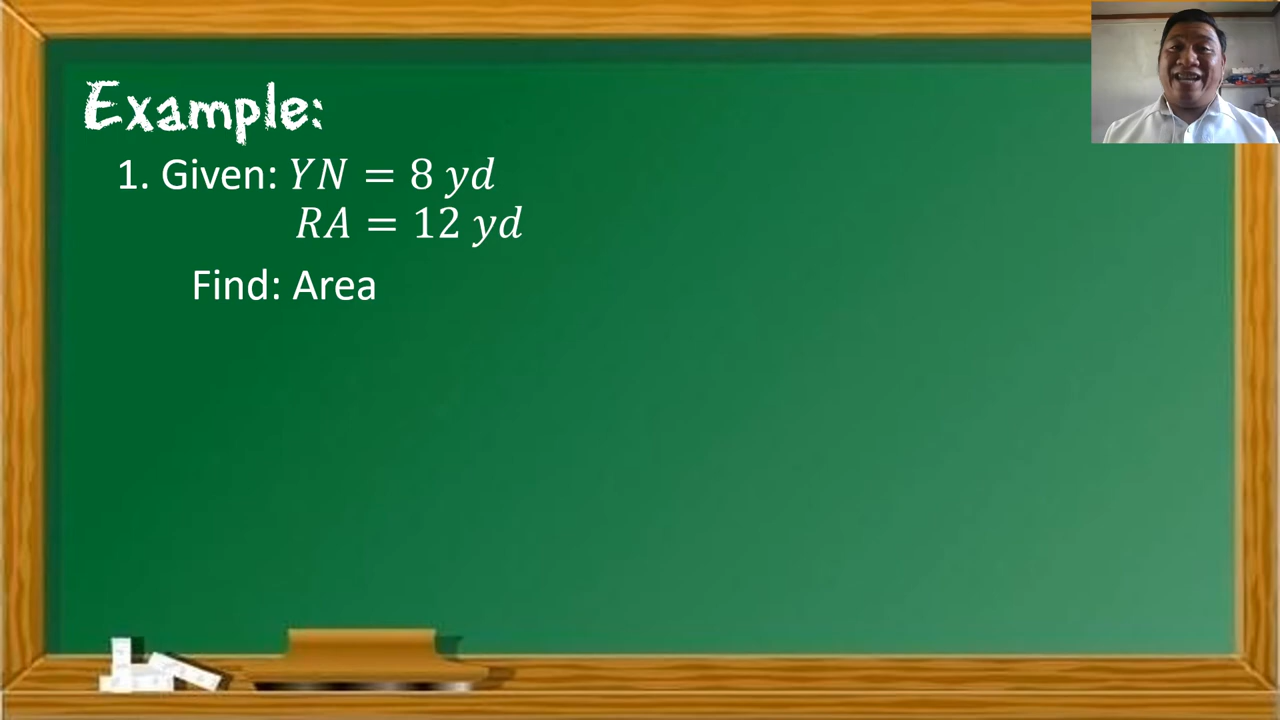 Example:
1. Given: YN = 8 yd
RA = 12 yd
Find: Area